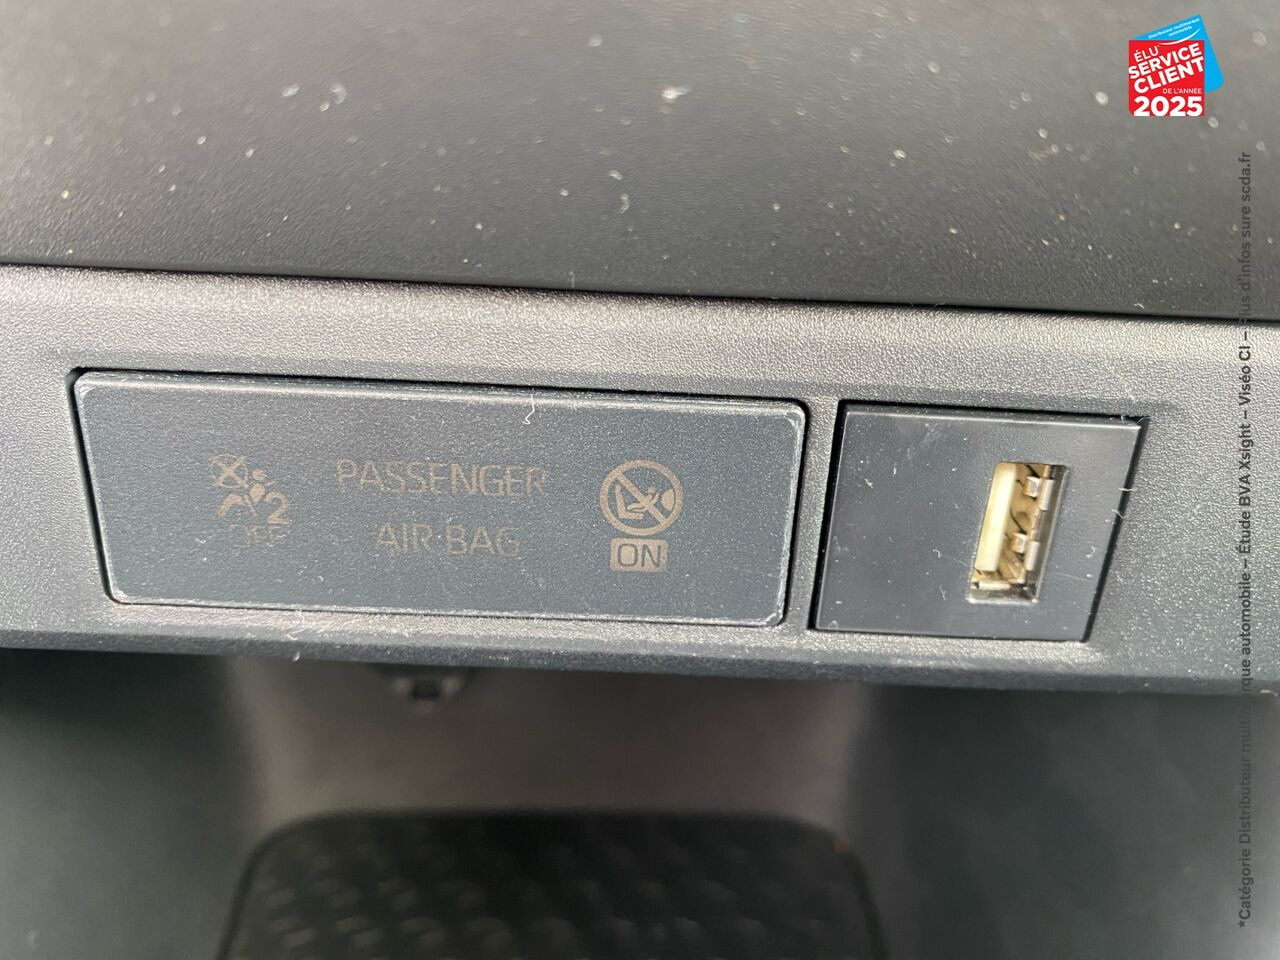 ÉLU
SERVICE
CLIENT
DE L'ANNÉE
2025
PASSENGER
AIR BAG
2
OFF
ON
*Catégorie Distributeur multimarque automobile – Étude BVA Xsight – Viséo CI – Plus d'infos sure scda.fr